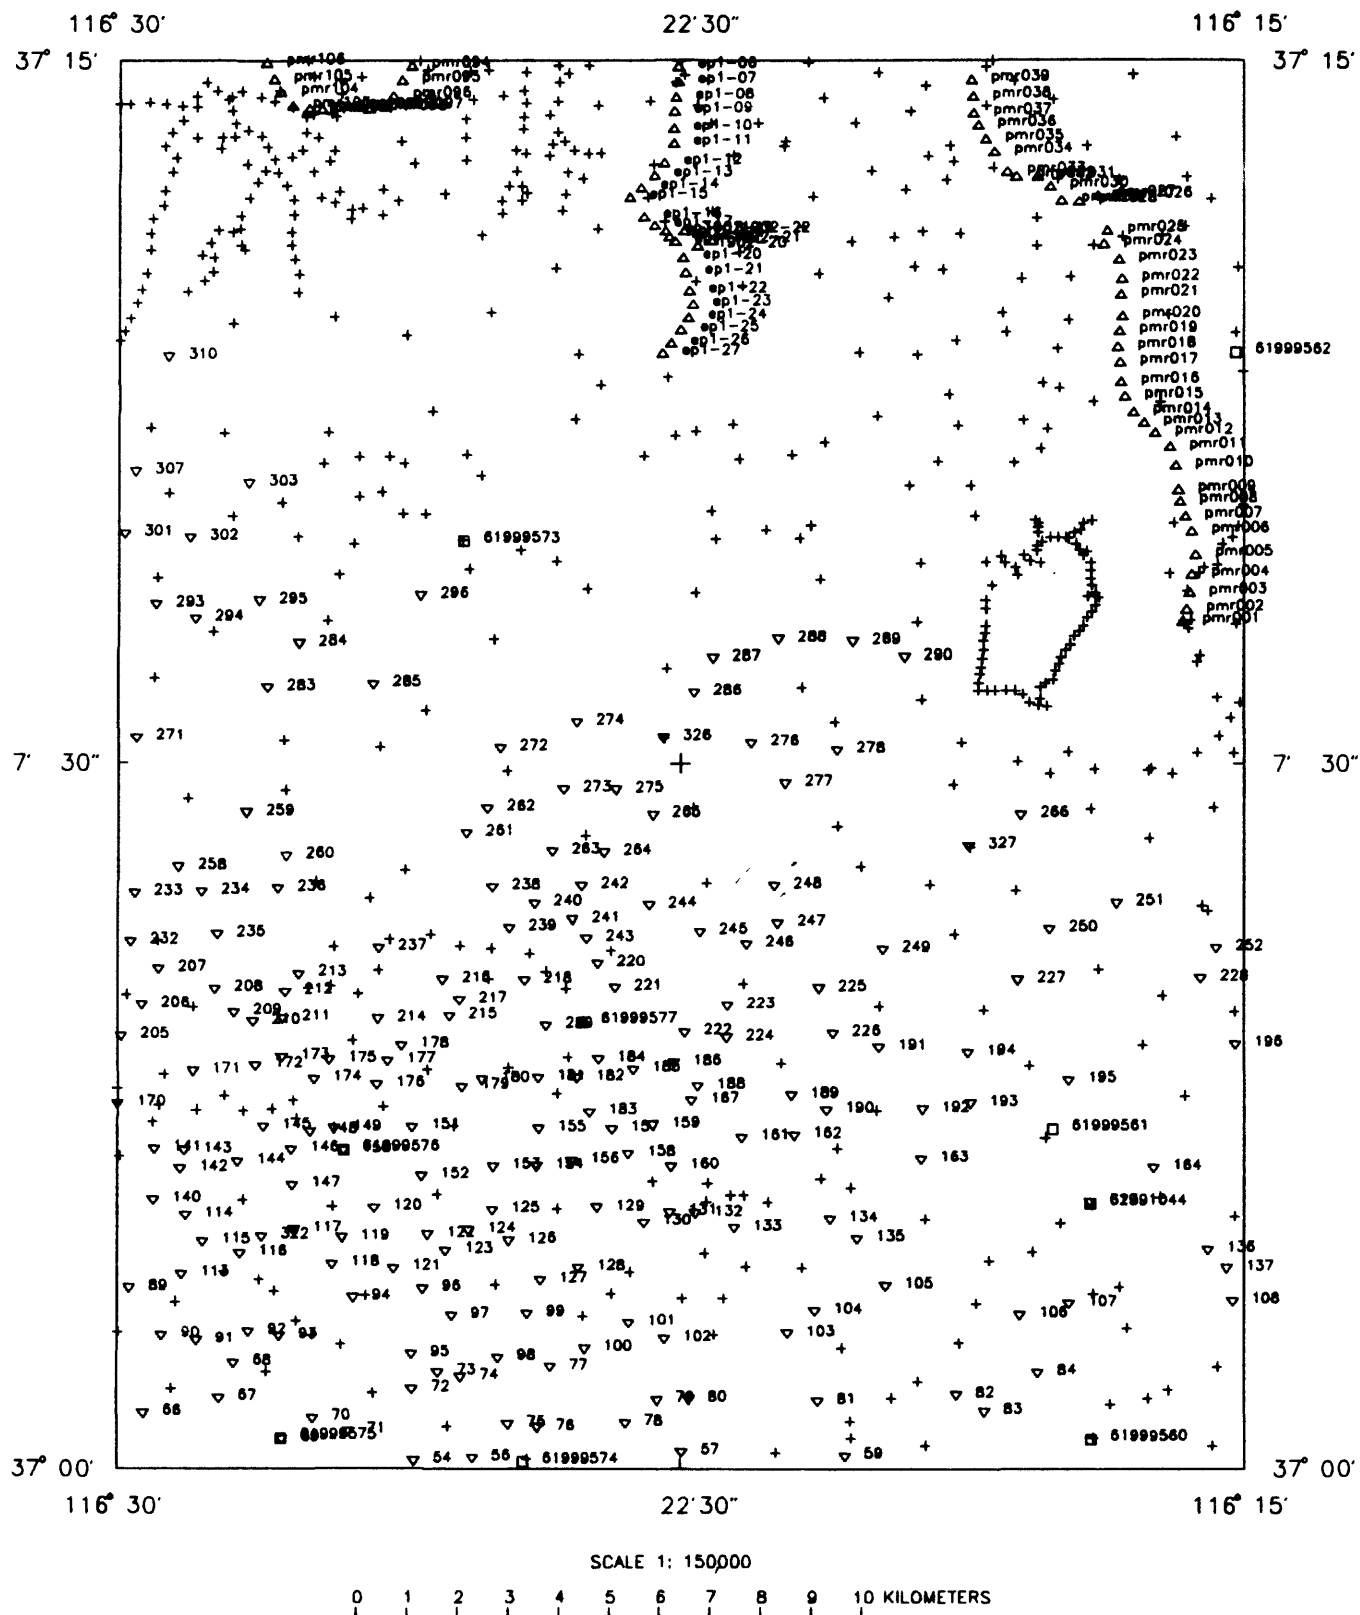 116° 30' 22'30" 116° 15'
37° 15' 37° 15'
pmr106 pmr094 ep1-06
pmr105 pmr095 ep1-07 pmr039
pmr104 pmr096 ep1-08 pmr038
ep1-09 pmr037
ep1-10 pmr036
ep1-11 pmr035
pmr034
ep1-12 pmr033
ep1-13
ep1-14 pmr030
ep1-15
pmr025
pmr024
ep1-20 pmr023
ep1-21 pmr022
ep1-22 pmr021
ep1-23
ep1-24 pmr020
ep1-25 pmr019
ep1-26 pmr018
310 ep1-27 61999562
pmr017
pmr016
pmr015
pmr014
pmr013
pmr012
pmr011
307 pmr010
303 pmr009
pmr008
pmr007
301 302 61999573 pmr006
pmr005
pmr004
293 295 296 pmr003
294 pmr002
pmr001
284 288 289
287 290
283 285 286
274
271 272 326 276 278
7' 30" 7' 30"
273 275 277
259 262 265 266
261 327
258 260 263 264
233 234 236 238 242 248
240 244 251
235 239 241 245 247 250
232 237 243 246 249 252
207 213 220
208 212 216 218 221 225 227 228
206 217 223
209 211 214 215 61999577
205 222 224 226
178 191 194 196
171 172 173 175 177 184 186
174 176 179 182 195
188
170 183 187 189 190 192 193
149 151 155 159 161 162 61999561
141 143 146 61999576
142 144 152 156 158 160 163 164
147
140 120 125 129 62891044
114 117 124 130 132 134
115 119 122 126 133 135
116 123 136
118 121 128 137
89 113 96 127 105
94 108
97 99 104 106 107
90 91 92 93 101 102 103
100
68 95 98 77
73 74 84
67 72 80 81 82
66 70 71 75 76 78 83
61999575 61999560
54 56 61999574 57 59
37° 00' 37° 00'
116° 30' 22'30" 116° 15'
SCALE 1: 150,000
0 1 2 3 4 5 6 7 8 9 10 KILOMETERS